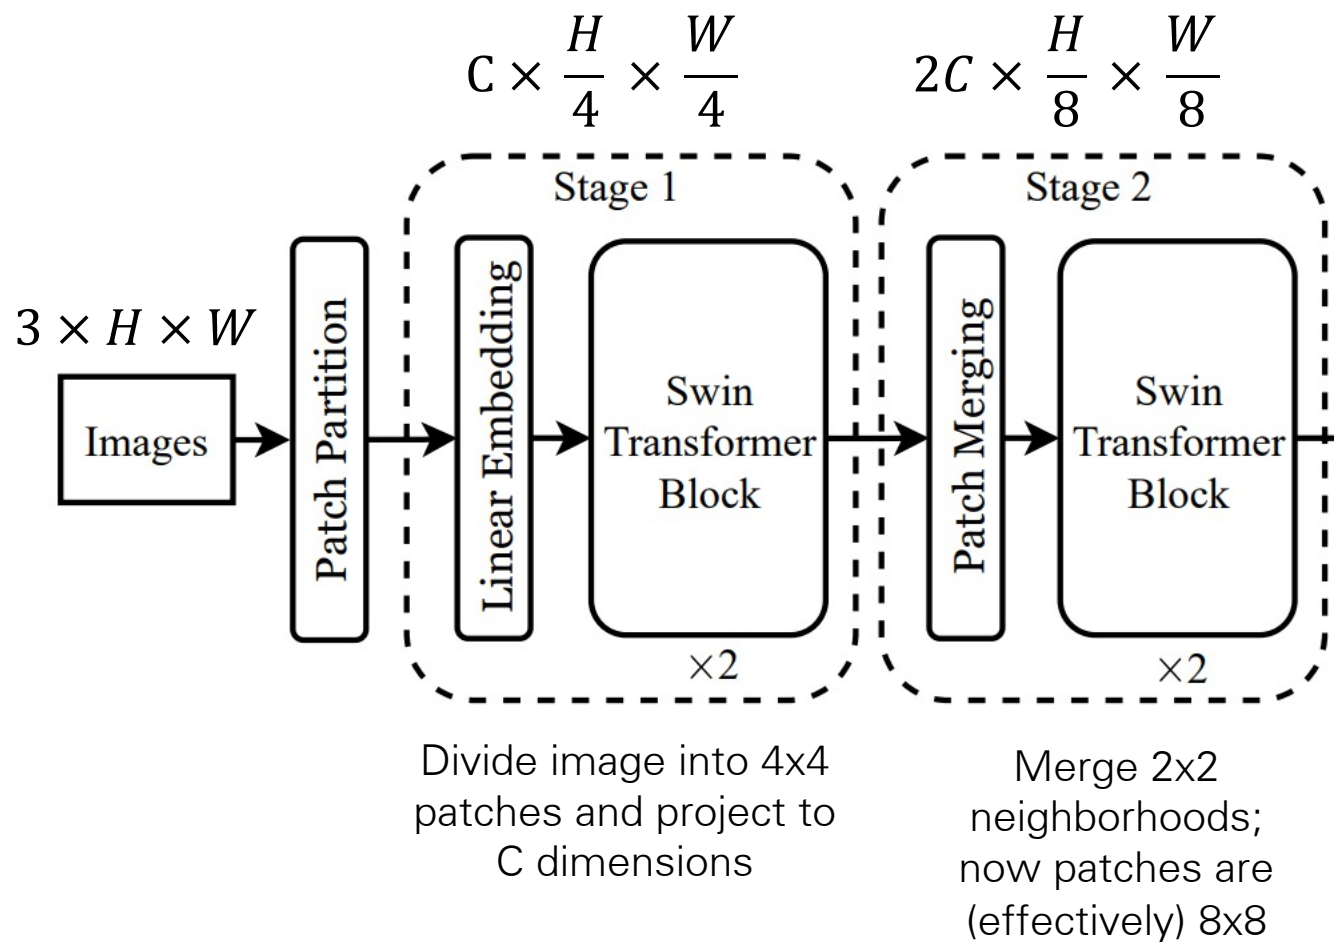 C × H/4 × W/4
2C × H/8 × W/8
Stage 1
Stage 2
3 × H × W
Images
Patch Partition
Linear Embedding
Swin
Transformer
Block
×2
Patch Merging
Swin
Transformer
Block
×2
Divide image into 4x4
patches and project to
C dimensions
Merge 2x2
neighborhoods;
now patches are
(effectively) 8x8